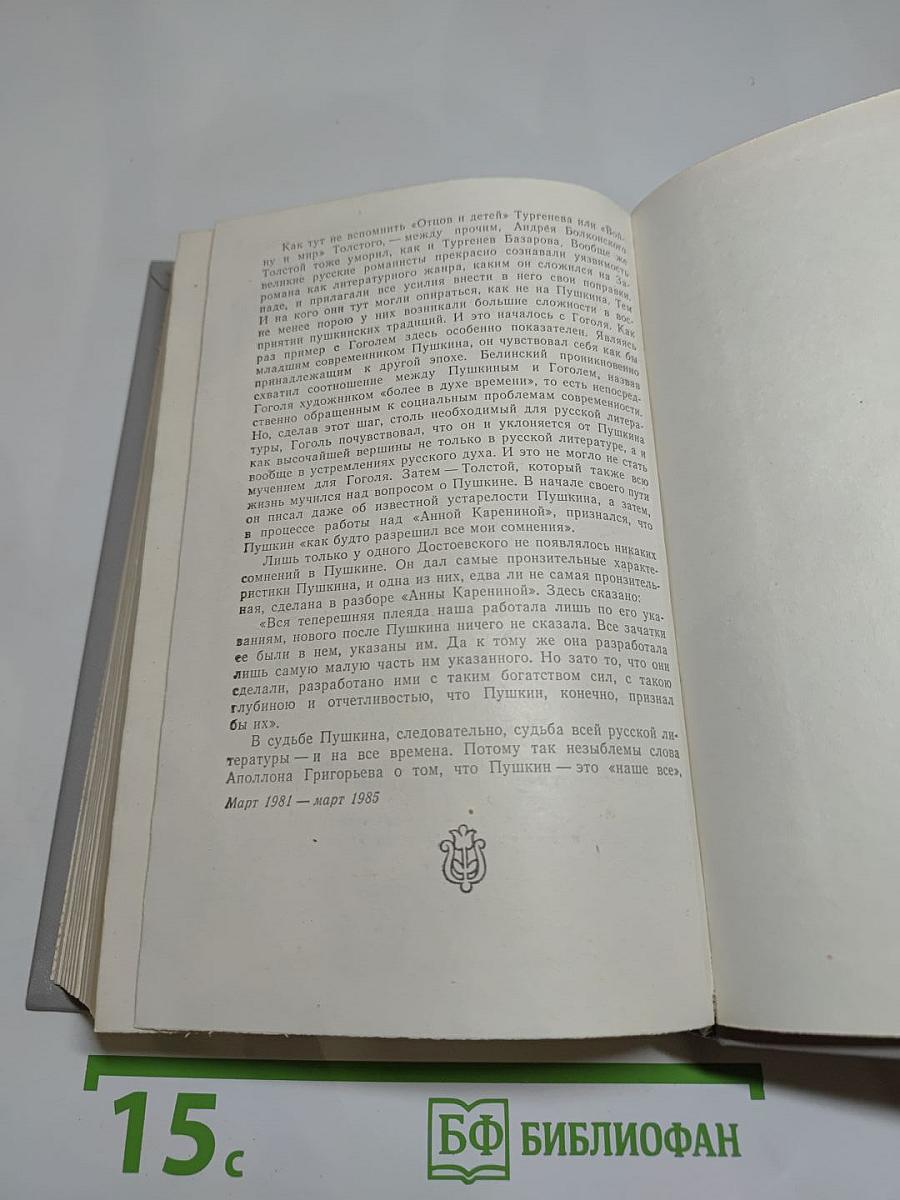 Как тут не вспомнить «Отцов и детей» Тургенева или «Вой-
ну и мир» Толстого,— между прочим, Андрея Болконского
Толстой тоже уморил, как и Тургенев Базарова. Вообще же
великие русские романисты прекрасно сознавали уязвимость
романа как литературного жанра, каким он сложился на За-
паде, и прилагали все усилия внести в него свои поправки.
И на кого они тут могли опираться, как не на Пушкина. Тем
не менее порою у них возникали большие сложности в вос-
приятии пушкинских традиций. И это началось с Гоголя. Как
раз пример с Гоголем здесь особенно показателен. Являясь
младшим современником Пушкина, он чувствовал себя как бы
принадлежащим к другой эпохе. Белинский проникновенно
схватил соотношение между Пушкиным и Гоголем, назвав
Гоголя художником «более в духе времени», то есть непосред-
ственно обращенным к социальным проблемам современности.
Но, сделав этот шаг, столь необходимый для русской литера-
туры, Гоголь почувствовал, что он и уклоняется от Пушкина
как высочайшей вершины не только в русской литературе, а и
вообще в устремлениях русского духа. И это не могло не стать
мучением для Гоголя. Затем — Толстой, который также всю
жизнь мучился над вопросом о Пушкине. В начале своего пути
он писал даже об известной устарелости Пушкина, а затем,
в процессе работы над «Анной Карениной», признался, что
Пушкин «как будто разрешил все мои сомнения».
Лишь только у одного Достоевского не появлялось никаких
сомнений в Пушкине. Он дал самые пронзительные характе-
ристики Пушкина, и одна из них, едва ли не самая пронзитель-
ная, сделана в разборе «Анны Карениной». Здесь сказано:
«Вся теперешняя плеяда наша работала лишь по его ука-
ваниям, нового после Пушкина ничего не сказала. Все зачатки
ее были в нем, указаны им. Да к тому же она разработала
лишь самую малую часть им указанного. Но зато то, что они
сделали, разработано ими с таким богатством сил, с такою
глубиною и отчетливостью, что Пушкин, конечно, признал
бы их».
В судьбе Пушкина, следовательно, судьба всей русской ли-
тературы — и на все времена. Потому так незыблемы слова
Аполлона Григорьева о том, что Пушкин — это «наше все»,
Март 1981 — март 1985
15 с
БФ БИБЛИОФАН